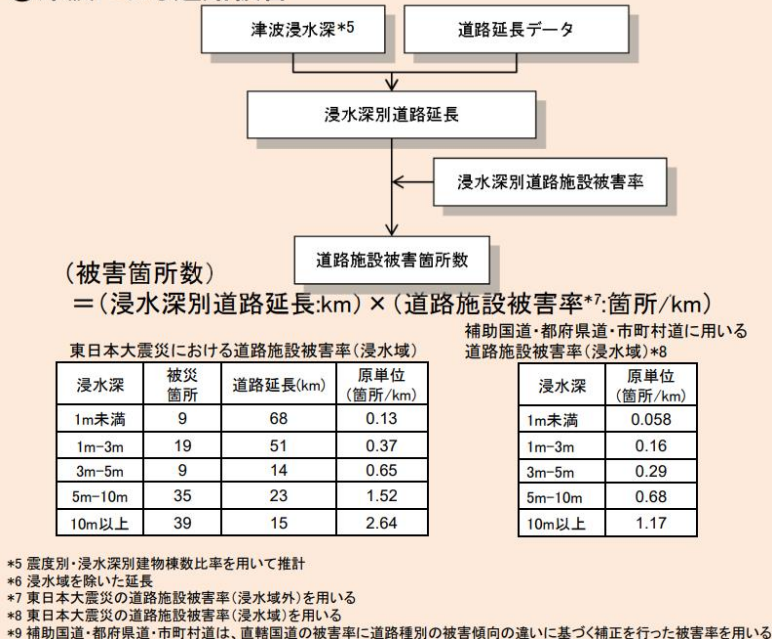 津波浸水深*5
道路延長データ
浸水深別道路延長
浸水深別道路施設被害率
道路施設被害箇所数
(被害箇所数)
=(浸水深別道路延長:km)×(道路施設被害率*7:箇所/km)
東日本大震災における道路施設被害率(浸水域)
浸水深 被災箇所 道路延長(km) 原単位(箇所/km)
1m未満 9 68 0.13
1m-3m 19 51 0.37
3m-5m 9 14 0.65
5m-10m 35 23 1.52
10m以上 39 15 2.64
補助国道・都府県道・市町村道に用いる
道路施設被害率(浸水域)*8
浸水深 原単位(箇所/km)
1m未満 0.058
1m-3m 0.16
3m-5m 0.29
5m-10m 0.68
10m以上 1.17
*5 震度別・浸水深別建物棟数比率を用いて推計
*6 浸水域を除いた延長
*7 東日本大震災の道路施設被害率(浸水域外)を用いる
*8 東日本大震災の道路施設被害率(浸水域)を用いる
*9 補助国道・都府県道・市町村道は、直轄国道の被害率に道路種別の被害傾向の違いに基づく補正を行った被害率を用いる